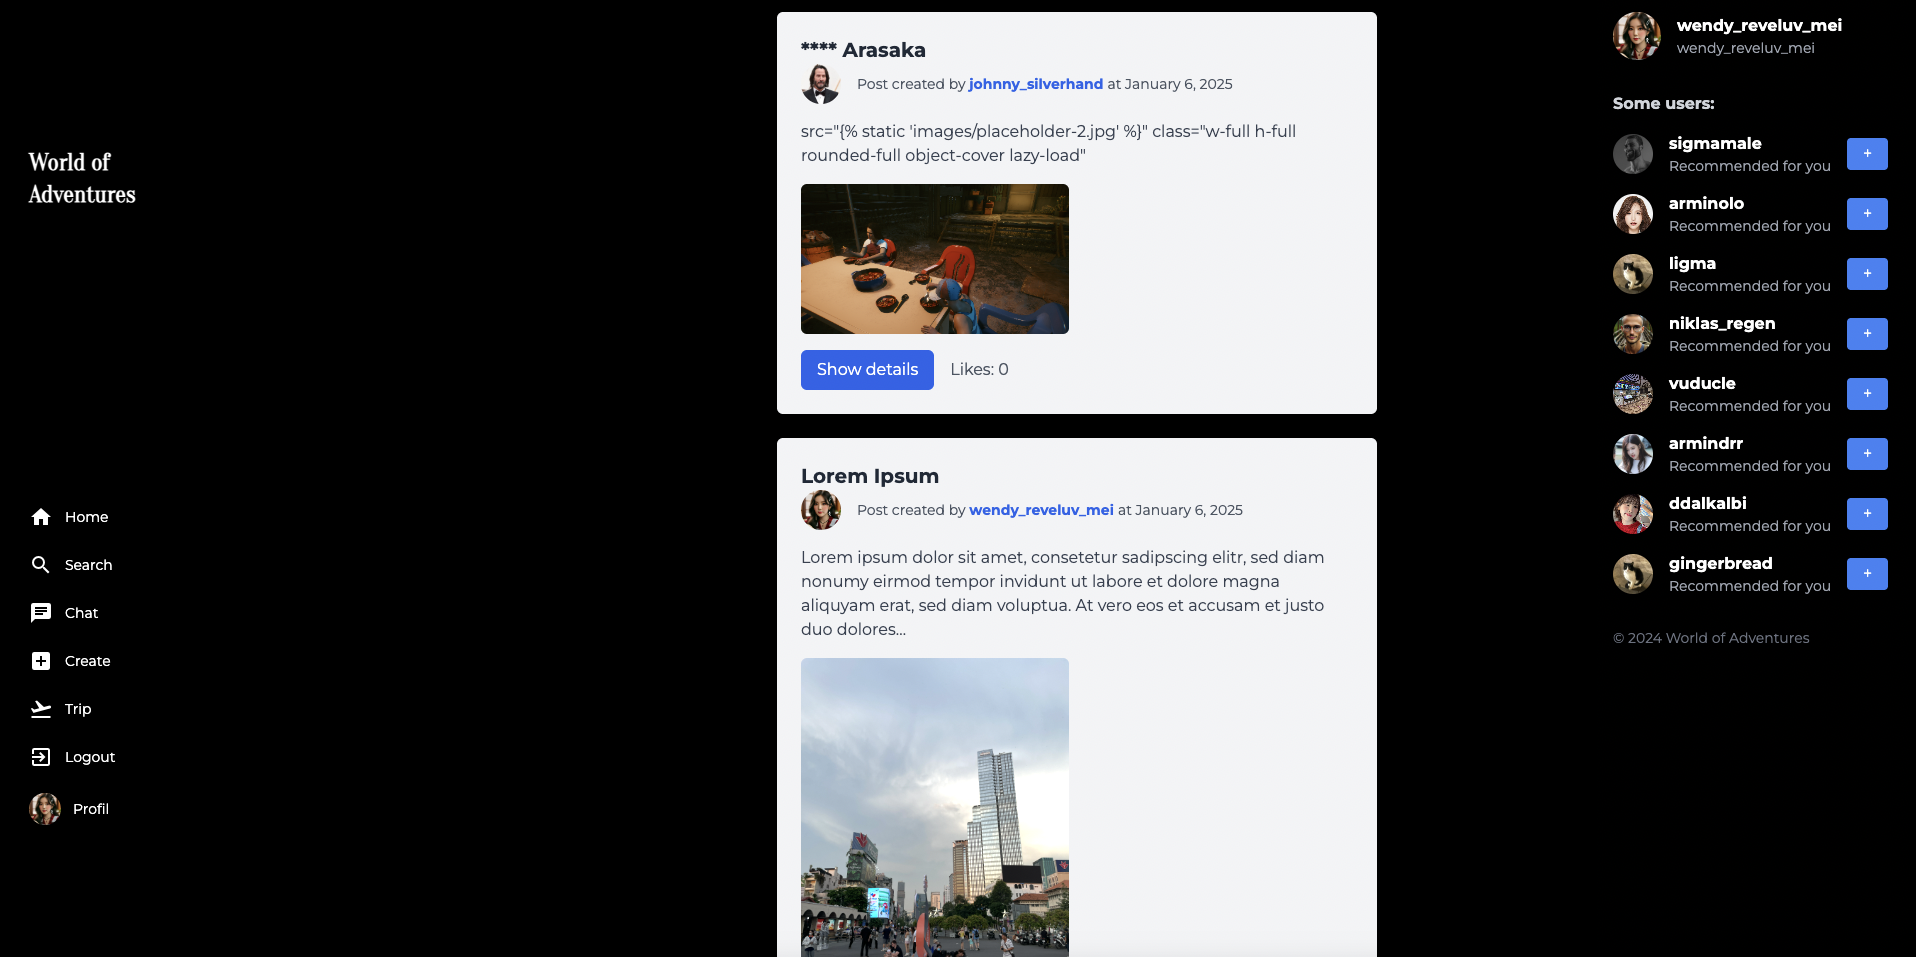 World of
Adventures
Home
Search
Chat
Create
Trip
Logout
Profil
**** Arasaka
Post created by johnny_silverhand at January 6, 2025
src="{% static 'images/placeholder-2.jpg' %}" class="w-full h-full
rounded-full object-cover lazy-load"
Show details
Likes: 0
Lorem Ipsum
Post created by wendy_reveluv_mei at January 6, 2025
Lorem ipsum dolor sit amet, consetetur sadipscing elitr, sed diam
nonumy eirmod tempor invidunt ut labore et dolore magna
aliquyam erat, sed diam voluptua. At vero eos et accusam et justo
duo dolores…
wendy_reveluv_mei
wendy_reveluv_mei
Some users:
sigmamale
Recommended for you
+
arminolo
Recommended for you
+
ligma
Recommended for you
+
niklas_regen
Recommended for you
+
vuducle
Recommended for you
+
armindrr
Recommended for you
+
ddalkalbi
Recommended for you
+
gingerbread
Recommended for you
+
© 2024 World of Adventures